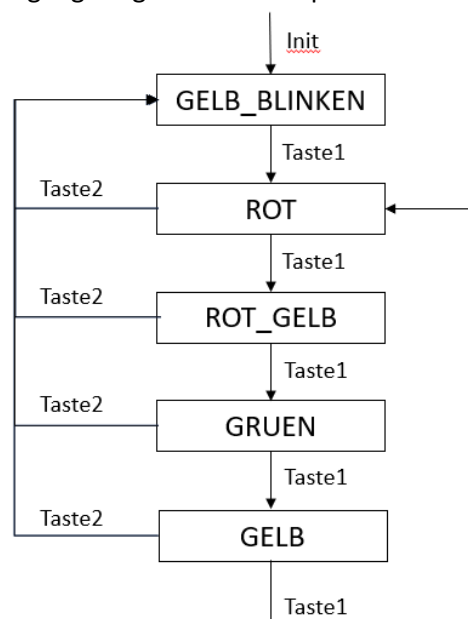 Init
GELB_BLINKEN
Taste1
Taste2
ROT
Taste1
Taste2
ROT_GELB
Taste1
Taste2
GRUEN
Taste1
Taste2
GELB
Taste1